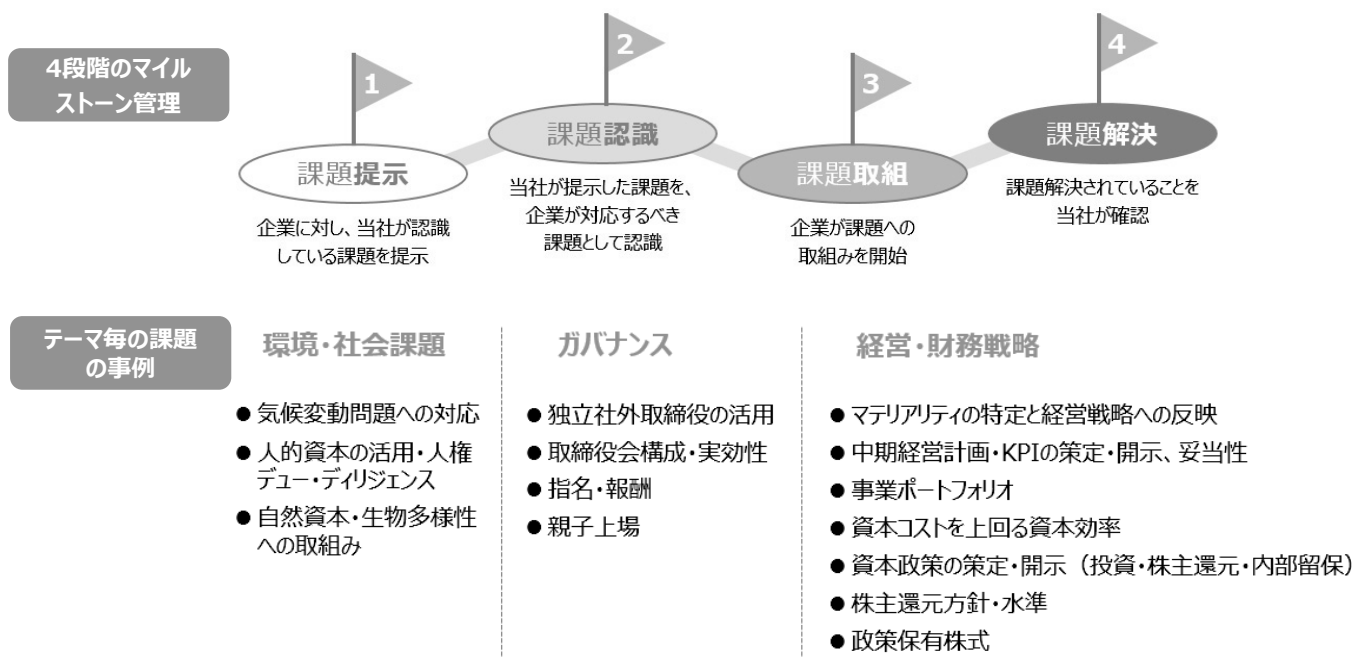 4段階のマイル
ストーン管理
1
課題提示
企業に対し、当社が認識
している課題を提示
2
課題認識
当社が提示した課題を、
企業が対応するべき
課題として認識
3
課題取組
企業が課題への
取組みを開始
4
課題解決
課題解決されていることを
当社が確認
テーマ毎の課題
の事例
環境・社会課題
●気候変動問題への対応
●人的資本の活用・人権
デュー・ディリジェンス
●自然資本・生物多様性
への取組み
ガバナンス
●独立社外取締役の活用
●取締役会構成・実効性
●指名・報酬
●親子上場
経営・財務戦略
●マテリアリティの特定と経営戦略への反映
●中期経営計画・KPIの策定・開示、妥当性
●事業ポートフォリオ
●資本コストを上回る資本効率
●資本政策の策定・開示（投資・株主還元・内部留保）
●株主還元方針・水準
●政策保有株式